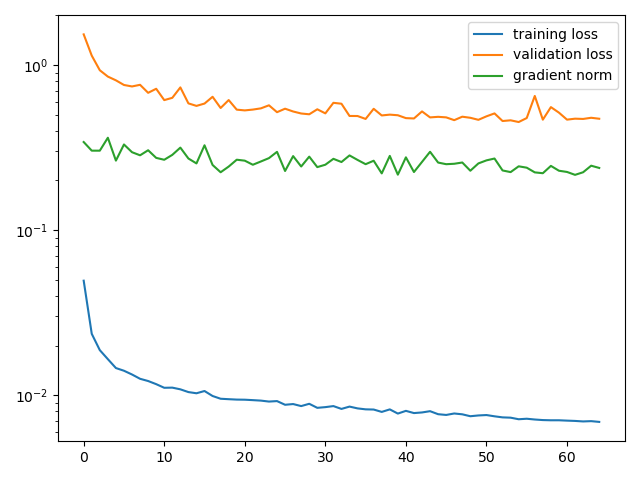 training loss
validation loss
gradient norm
10⁰
10⁻¹
10⁻²
0 10 20 30 40 50 60